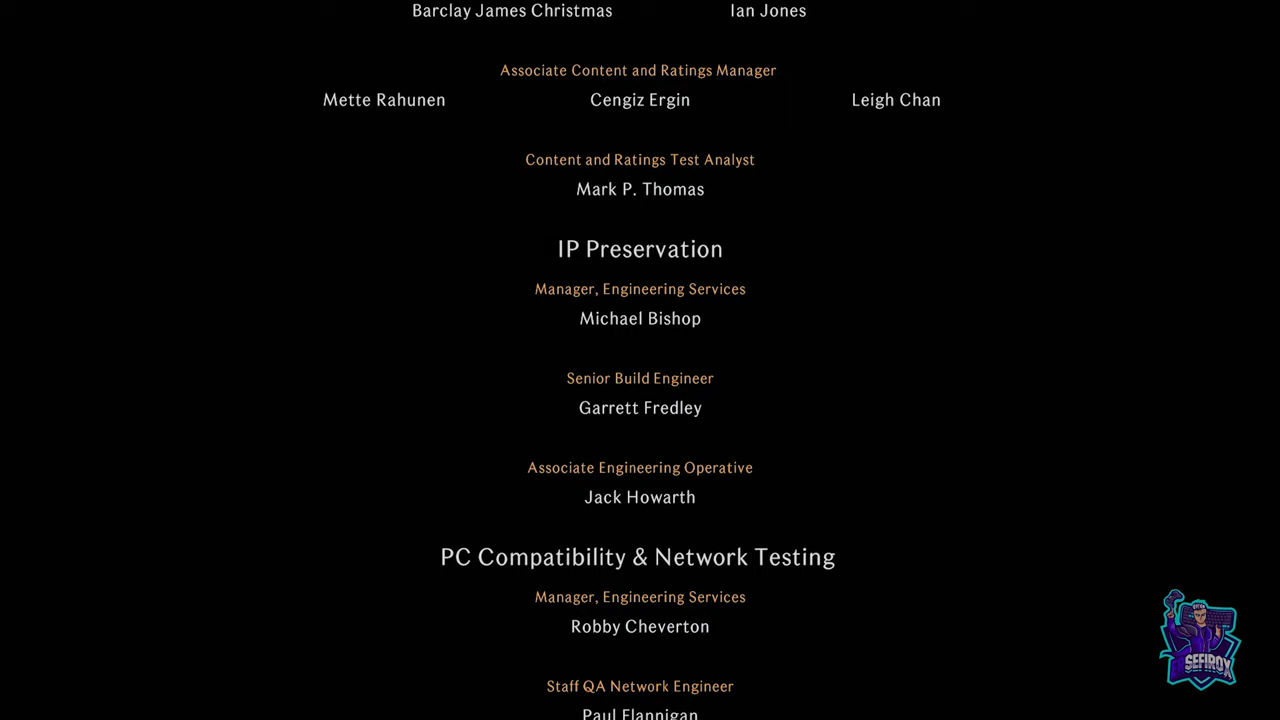 Barclay James Christmas Ian Jones
Associate Content and Ratings Manager
Mette Rahunen Cengiz Ergin Leigh Chan
Content and Ratings Test Analyst
Mark P. Thomas
IP Preservation
Manager, Engineering Services
Michael Bishop
Senior Build Engineer
Garrett Fredley
Associate Engineering Operative
Jack Howarth
PC Compatibility & Network Testing
Manager, Engineering Services
Robby Cheverton
Staff QA Network Engineer
Paul Flannigan
SEFIROX